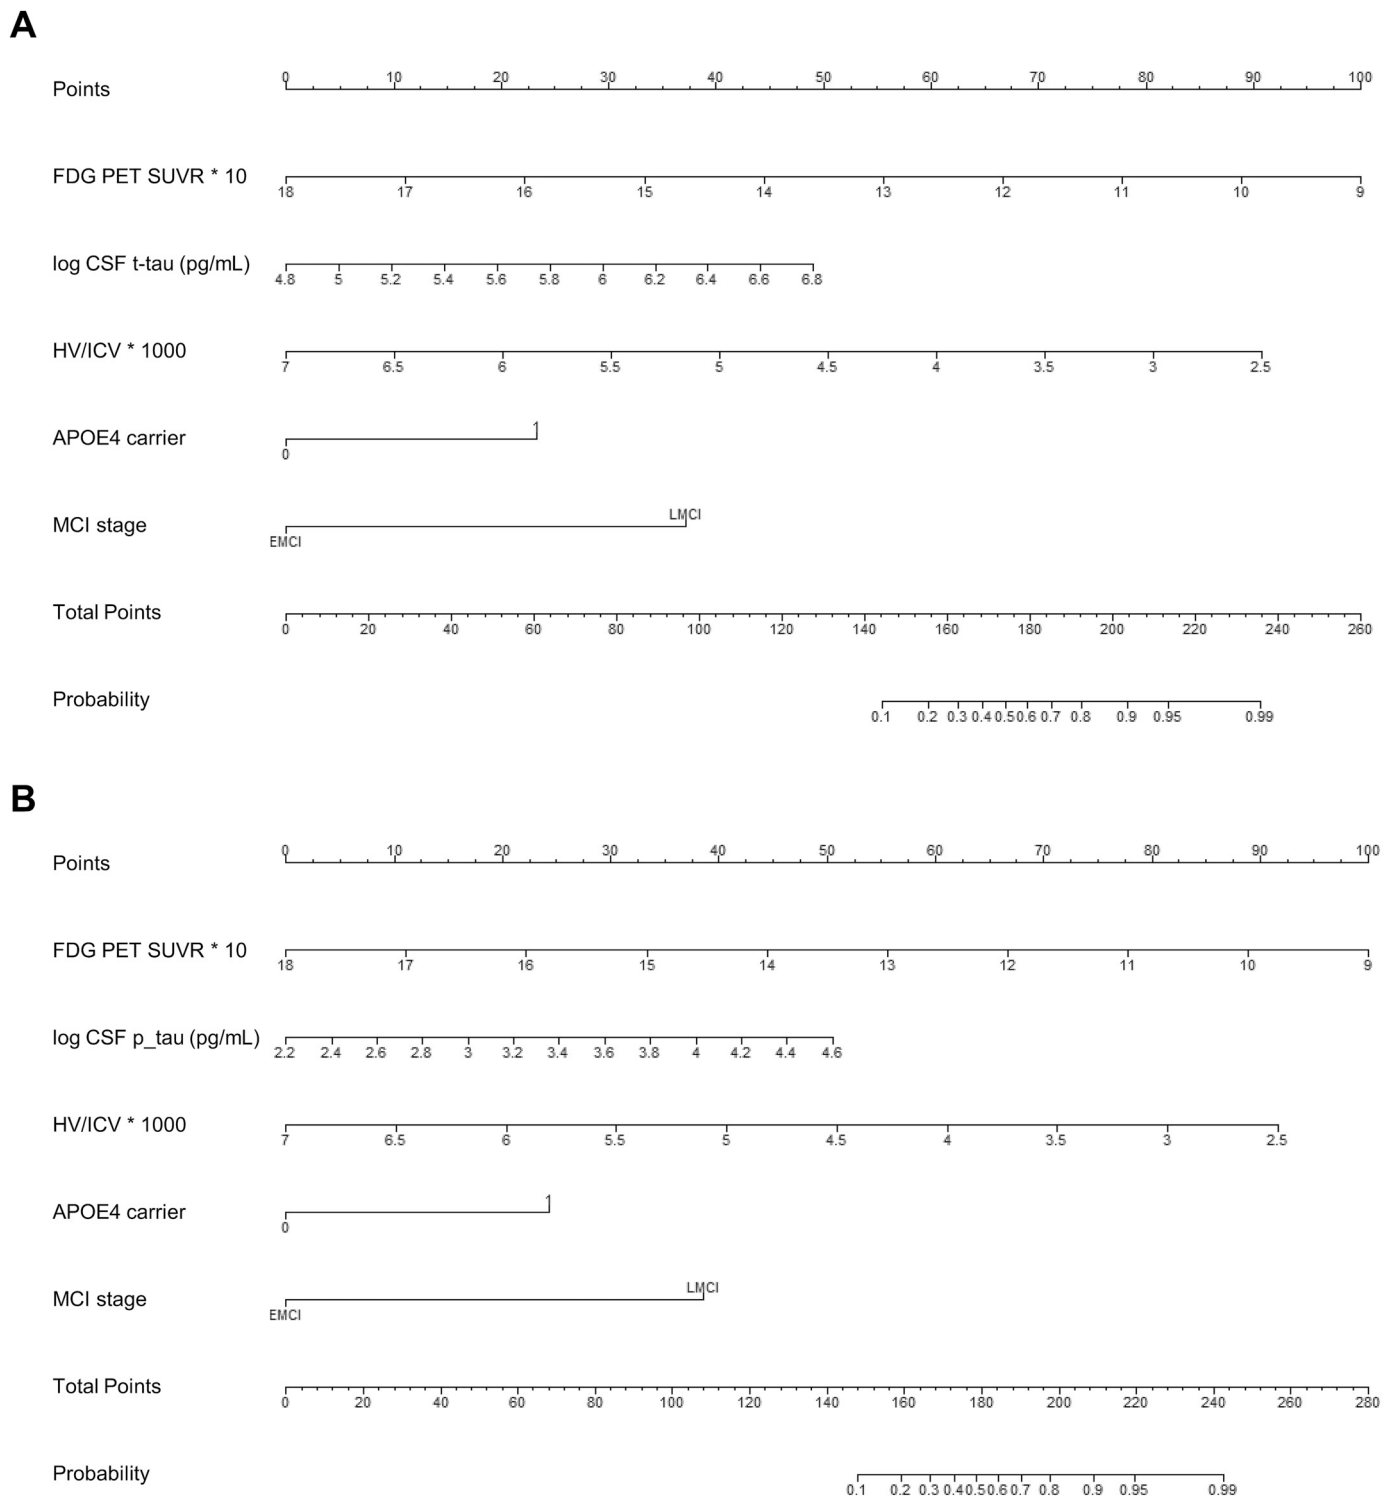 A
Points 0 10 20 30 40 50 60 70 80 90 100
FDG PET SUVR * 10
18 17 16 15 14 13 12 11 10 9
log CSF t-tau (pg/mL)
4.8 5 5.2 5.4 5.6 5.8 6 6.2 6.4 6.6 6.8
HV/ICV * 1000
7 6.5 6 5.5 5 4.5 4 3.5 3 2.5
1
APOE4 carrier
0
LMCI
MCI stage
EMCI
Total Points
0 20 40 60 80 100 120 140 160 180 200 220 240 260
Probability
0.1 0.2 0.3 0.4 0.5 0.6 0.7 0.8 0.9 0.95 0.99
B
Points 0 10 20 30 40 50 60 70 80 90 100
FDG PET SUVR * 10
18 17 16 15 14 13 12 11 10 9
log CSF p_tau (pg/mL)
2.2 2.4 2.6 2.8 3 3.2 3.4 3.6 3.8 4 4.2 4.4 4.6
HV/ICV * 1000
7 6.5 6 5.5 5 4.5 4 3.5 3 2.5
1
APOE4 carrier
0
LMCI
MCI stage
EMCI
Total Points
0 20 40 60 80 100 120 140 160 180 200 220 240 260 280
Probability
0.1 0.2 0.3 0.4 0.5 0.6 0.7 0.8 0.9 0.95 0.99